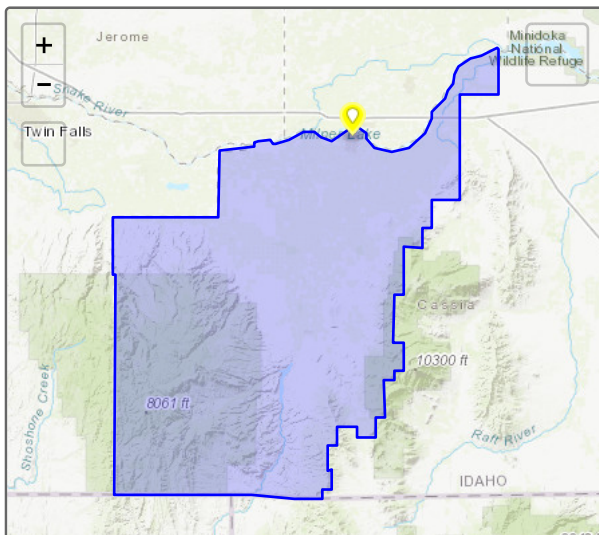 +
−
Jerome
Minidoka
National
Wildlife Refuge
Snake River
Twin Falls
Milner Lake
Cassia
10300 ft
8061 ft
Shoshone Creek
Raft River
IDAHO